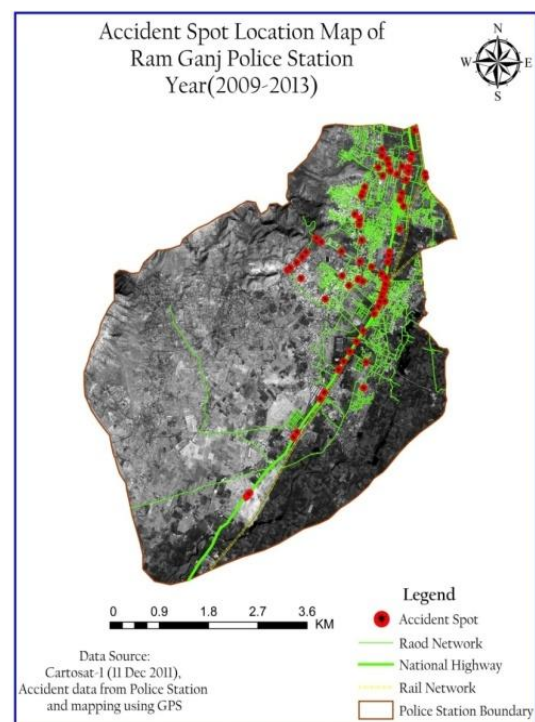 Accident Spot Location Map of
Ram Ganj Police Station
Year(2009-2013)
N
W E
S
0 0.9 1.8 2.7 3.6
KM
Data Source:
Cartosat-1 (11 Dec 2011),
Accident data from Police Station
and mapping using GPS
Legend
Accident Spot
Raod Network
National Highway
Rail Network
Police Station Boundary